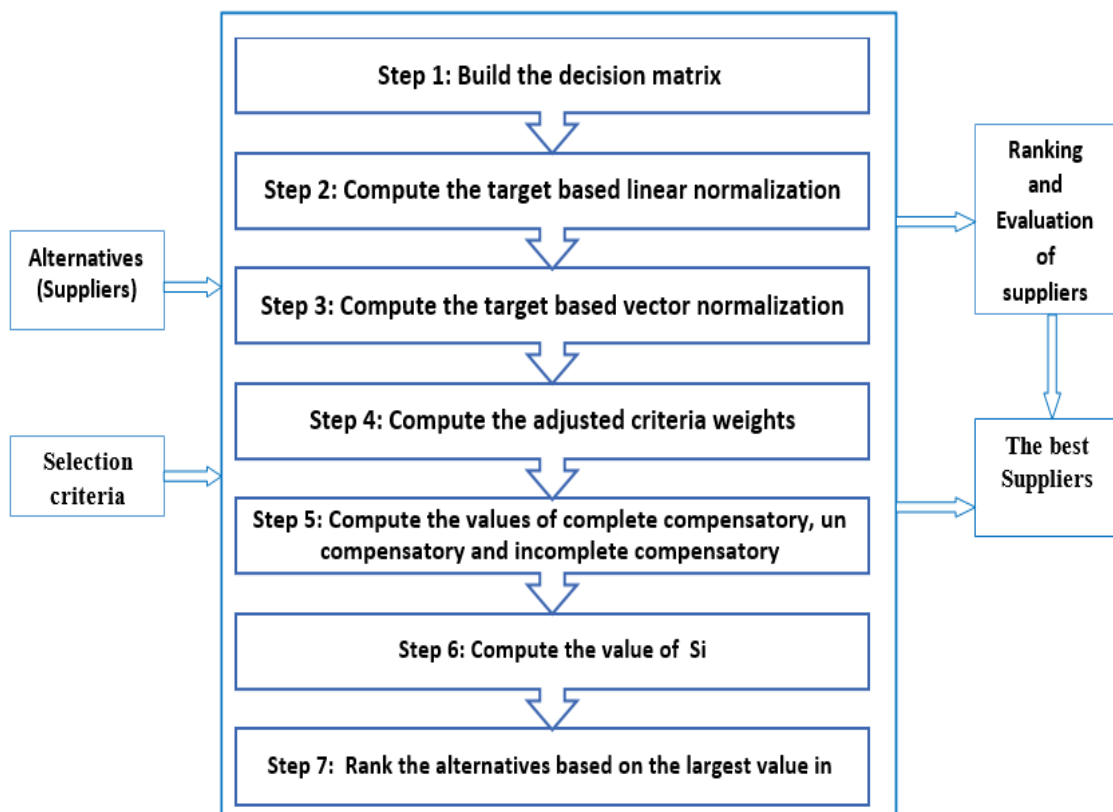 Alternatives
(Suppliers)
Selection
criteria
Step 1: Build the decision matrix
Step 2: Compute the target based linear normalization
Step 3: Compute the target based vector normalization
Step 4: Compute the adjusted criteria weights
Step 5: Compute the values of complete compensatory, un
compensatory and incomplete compensatory
Step 6: Compute the value of Si
Step 7: Rank the alternatives based on the largest value in
Ranking
and
Evaluation
of
suppliers
The best
Suppliers